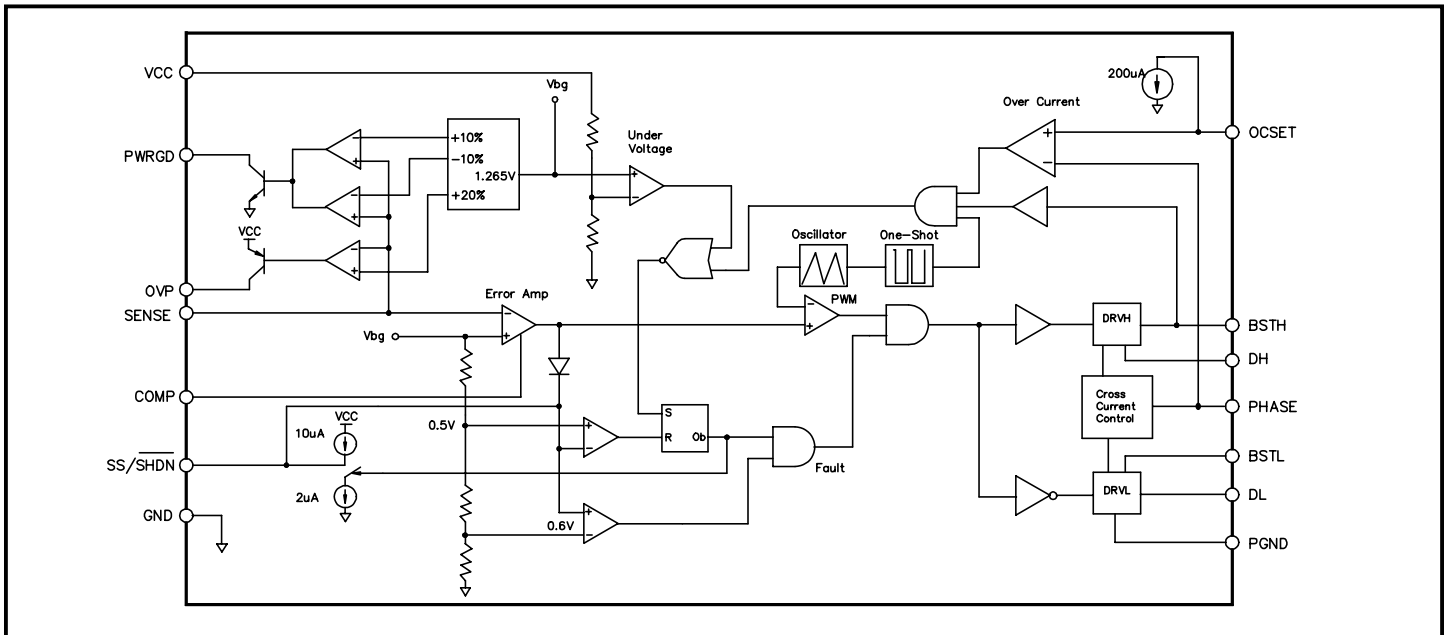 VCC
PWRGD
OVP
SENSE
COMP
SS/SHDN
GND
VCC
- +
- +
- +
+10%
-10%
1.265V
+20%
Vbg
Under
Voltage
+ -
Over Current
+
-
200uA
OCSET
Oscillator
One-Shot
-
+
PWM
Error Amp
Vbg
-
+
VCC
10uA
2uA
0.5V
0.6V
+ -
+ -
S
R
Qb
Fault
DRVH
Cross
Current
Control
DRVL
BSTH
DH
PHASE
BSTL
DL
PGND